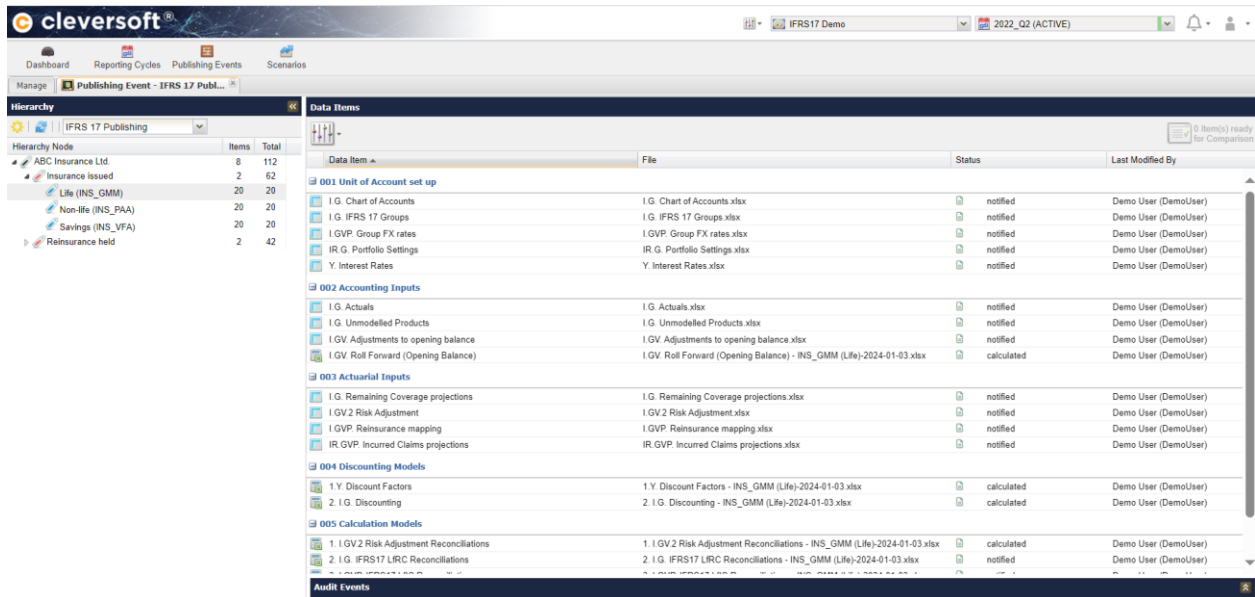 cleversoft®
IFRS17 Demo
2022_Q2 (ACTIVE)
Dashboard Reporting Cycles Publishing Events Scenarios
Manage Publishing Event - IFRS 17 Publ...
Hierarchy
IFRS 17 Publishing
Hierarchy Node Items Total
ABC Insurance Ltd. 8 112
Insurance issued 2 62
Life (INS_GMM) 20 20
Non-life (INS_PAA) 20 20
Savings (INS_VFA) 20 20
Reinsurance held 2 42
Data Items
0 item(s) ready
for Comparison
Data Item File Status Last Modified By
001 Unit of Account set up
I.G. Chart of Accounts I.G. Chart of Accounts.xlsx notified Demo User (DemoUser)
I.G. IFRS 17 Groups I.G. IFRS 17 Groups.xlsx notified Demo User (DemoUser)
I.GVP. Group FX rates I.GVP. Group FX rates.xlsx notified Demo User (DemoUser)
IR.G. Portfolio Settings IR.G. Portfolio Settings.xlsx notified Demo User (DemoUser)
Y. Interest Rates Y. Interest Rates.xlsx notified Demo User (DemoUser)
002 Accounting Inputs
I.G. Actuals I.G. Actuals.xlsx notified Demo User (DemoUser)
I.G. Unmodelled Products I.G. Unmodelled Products.xlsx notified Demo User (DemoUser)
I.GV. Adjustments to opening balance I.GV. Adjustments to opening balance.xlsx notified Demo User (DemoUser)
I.GV. Roll Forward (Opening Balance) I.GV. Roll Forward (Opening Balance) - INS_GMM (Life)-2024-01-03.xlsx calculated Demo User (DemoUser)
003 Actuarial Inputs
I.G. Remaining Coverage projections I.G. Remaining Coverage projections.xlsx notified Demo User (DemoUser)
I.GV.2 Risk Adjustment I.GV.2 Risk Adjustment.xlsx notified Demo User (DemoUser)
I.GVP. Reinsurance mapping I.GVP. Reinsurance mapping.xlsx notified Demo User (DemoUser)
IR.GVP. Incurred Claims projections IR.GVP. Incurred Claims projections.xlsx notified Demo User (DemoUser)
004 Discounting Models
1.Y. Discount Factors 1.Y. Discount Factors - INS_GMM (Life)-2024-01-03.xlsx calculated Demo User (DemoUser)
2. I.G. Discounting 2. I.G. Discounting - INS_GMM (Life)-2024-01-03.xlsx calculated Demo User (DemoUser)
005 Calculation Models
1. I.GV.2 Risk Adjustment Reconciliations 1. I.GV.2 Risk Adjustment Reconciliations - INS_GMM (Life)-2024-01-03.xlsx calculated Demo User (DemoUser)
2. I.G. IFRS17 LfRC Reconciliations 2. I.G. IFRS17 LfRC Reconciliations - INS_GMM (Life)-2024-01-03.xlsx notified Demo User (DemoUser)
Audit Events